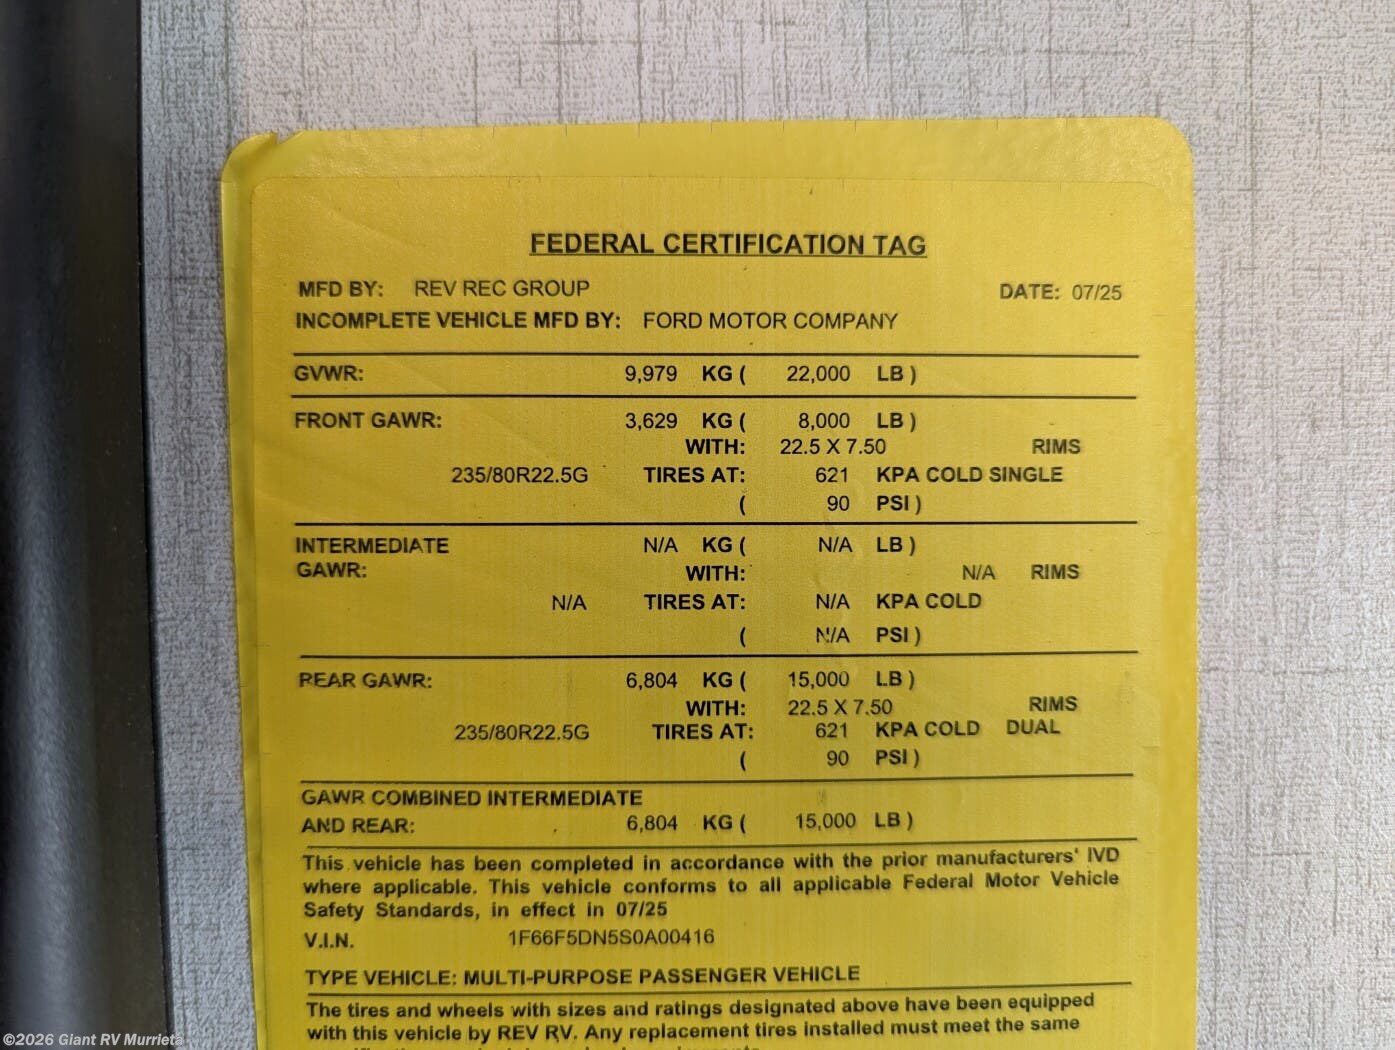 FEDERAL CERTIFICATION TAG
MFD BY: REV REC GROUP DATE: 07/25
INCOMPLETE VEHICLE MFD BY: FORD MOTOR COMPANY
GVWR: 9,979 KG ( 22,000 LB )
FRONT GAWR: 3,629 KG ( 8,000 LB )
WITH: 22.5 X 7.50 RIMS
235/80R22.5G TIRES AT: 621 KPA COLD SINGLE
( 90 PSI )
INTERMEDIATE N/A KG ( N/A LB )
GAWR: WITH: N/A RIMS
N/A TIRES AT: N/A KPA COLD
( N/A PSI )
REAR GAWR: 6,804 KG ( 15,000 LB )
WITH: 22.5 X 7.50 RIMS
235/80R22.5G TIRES AT: 621 KPA COLD DUAL
( 90 PSI )
GAWR COMBINED INTERMEDIATE
AND REAR: 6,804 KG ( 15,000 LB )
This vehicle has been completed in accordance with the prior manufacturers' IVD
where applicable. This vehicle conforms to all applicable Federal Motor Vehicle
Safety Standards, in effect in 07/25
V.I.N. 1F66F5DN5S0A00416
TYPE VEHICLE: MULTI-PURPOSE PASSENGER VEHICLE
The tires and wheels with sizes and ratings designated above have been equipped
with this vehicle by REV RV. Any replacement tires installed must meet the same
©2026 Giant RV Murrieta